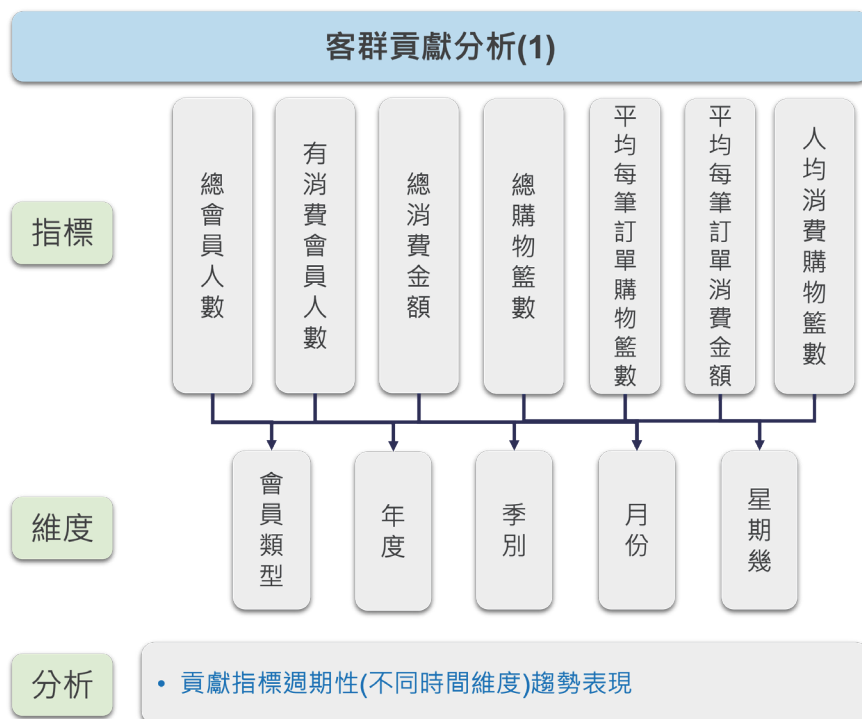 客群貢獻分析(1)
指標
總會員人數
有消費會員人數
總消費金額
總購物籃數
平均每筆訂單購物籃數
平均每筆訂單消費金額
人均消費購物籃數
維度
會員類型
年度
季別
月份
星期幾
分析
• 貢獻指標週期性(不同時間維度)趨勢表現